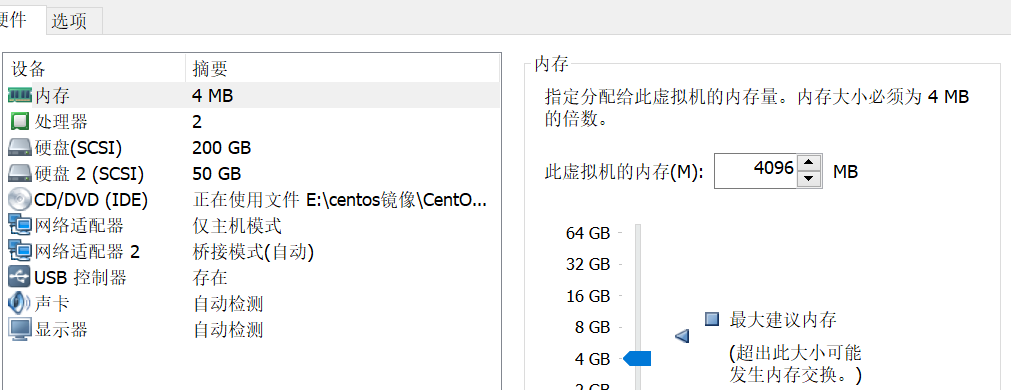 硬件 选项
设备 摘要
内存 4 MB
处理器 2
硬盘(SCSI) 200 GB
硬盘 2 (SCSI) 50 GB
CD/DVD (IDE) 正在使用文件 E:\centos镜像\CentO...
网络适配器 仅主机模式
网络适配器 2 桥接模式(自动)
USB 控制器 存在
声卡 自动检测
显示器 自动检测
内存
指定分配给此虚拟机的内存量。内存大小必须为 4 MB
的倍数。
此虚拟机的内存(M): 4096 MB
64 GB
32 GB
16 GB
8 GB
4 GB
2 GB
最大建议内存
(超出此大小可能
发生内存交换。)